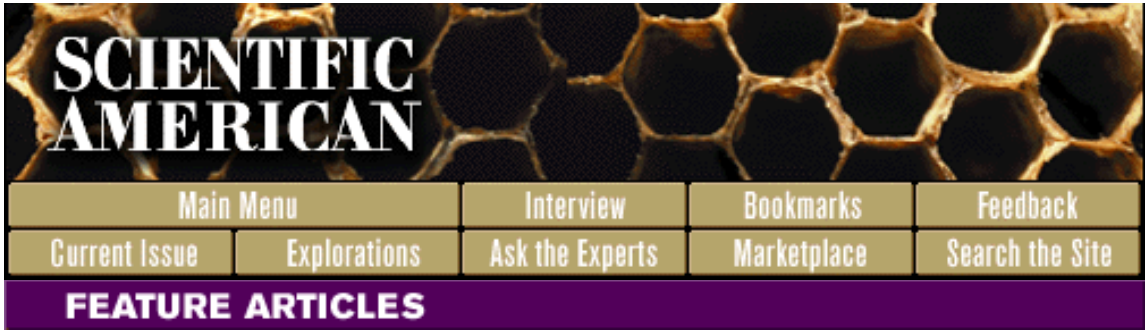 SCIENTIFIC
AMERICAN
Main Menu Interview Bookmarks Feedback
Current Issue Explorations Ask the Experts Marketplace Search the Site
FEATURE ARTICLES